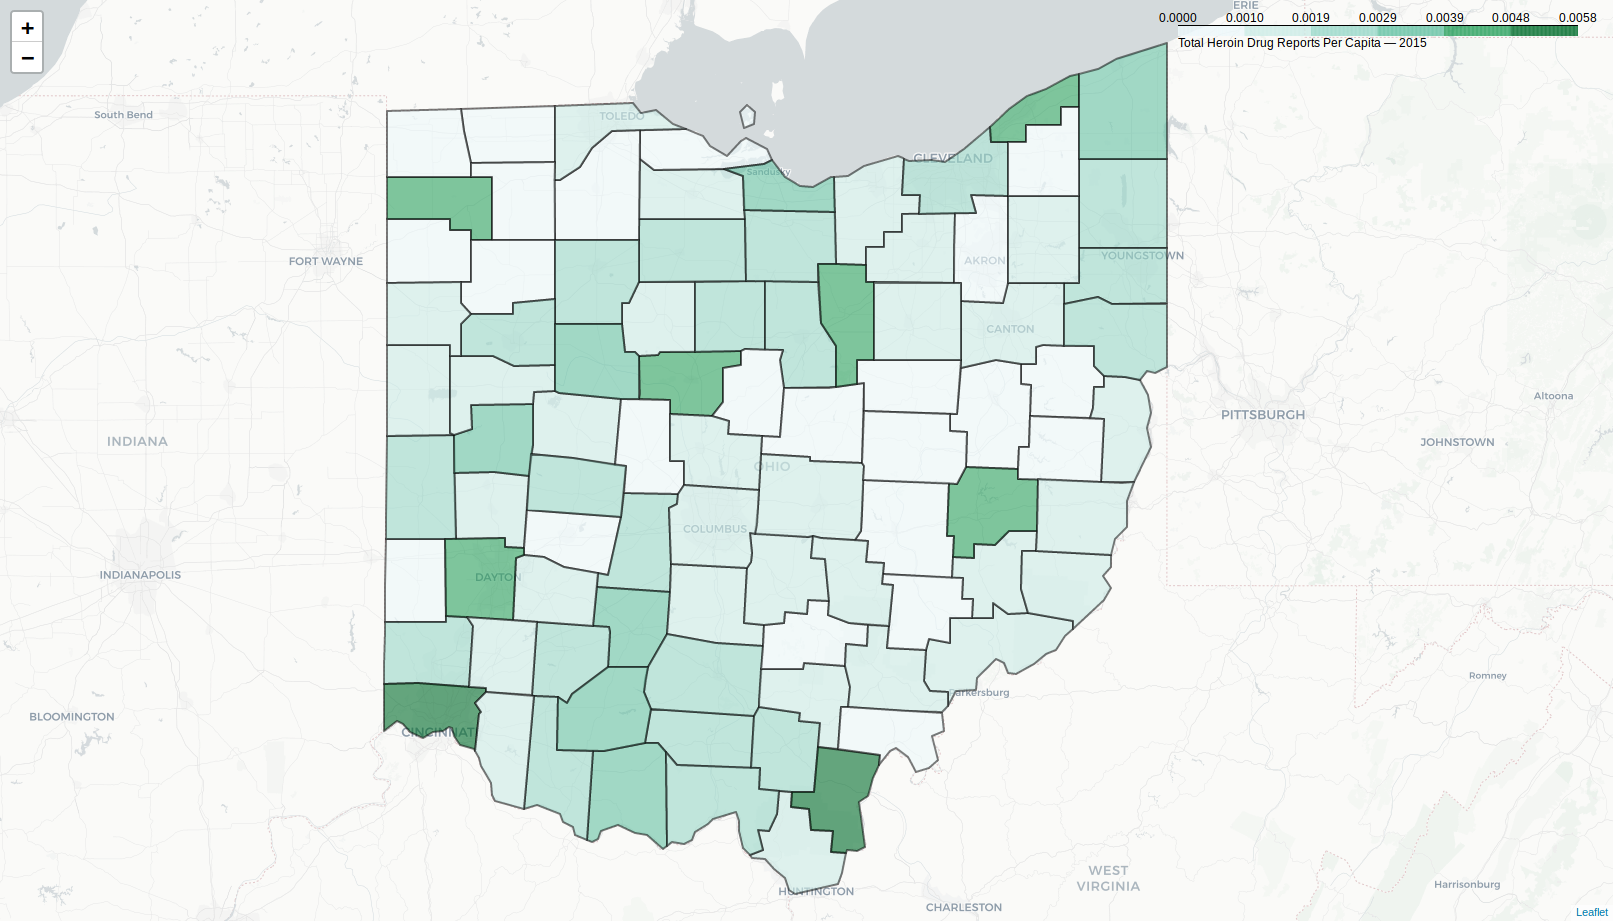 +
−
ERIE
0.0000 0.0010 0.0019 0.0029 0.0039 0.0048 0.0058
Total Heroin Drug Reports Per Capita — 2015
South Bend
TOLEDO
CLEVELAND
Sandusky
FORT WAYNE
AKRON
YOUNGSTOWN
CANTON
Altoona
PITTSBURGH
INDIANA
JOHNSTOWN
OHIO
COLUMBUS
INDIANAPOLIS
DAYTON
Romney
Parkersburg
BLOOMINGTON
CINCINNAT
WEST
VIRGINIA
Harrisonburg
HUNTINGTON
CHARLESTON
Leaflet